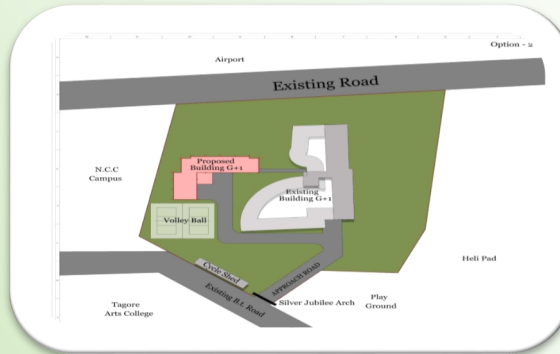 Option - 2
Airport
Existing Road
Proposed
Building G+1
N.C.C
Campus
Existing
Building G+1
Volley Ball
Heli Pad
Cycle Shed
APPROACH ROAD
Existing B.t. Road
Silver Jubilee Arch
Play
Ground
Tagore
Arts College